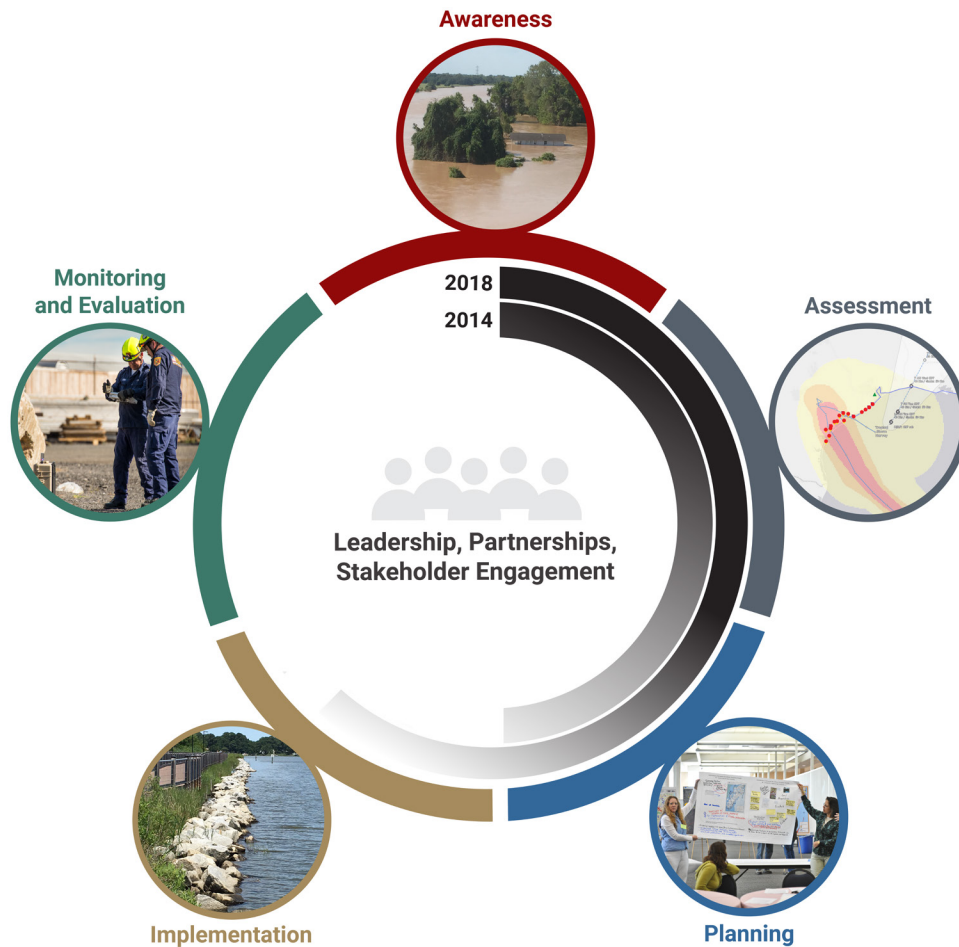 Awareness
Monitoring
and Evaluation
2018
2014
Assessment
Leadership, Partnerships,
Stakeholder Engagement
Implementation
Planning